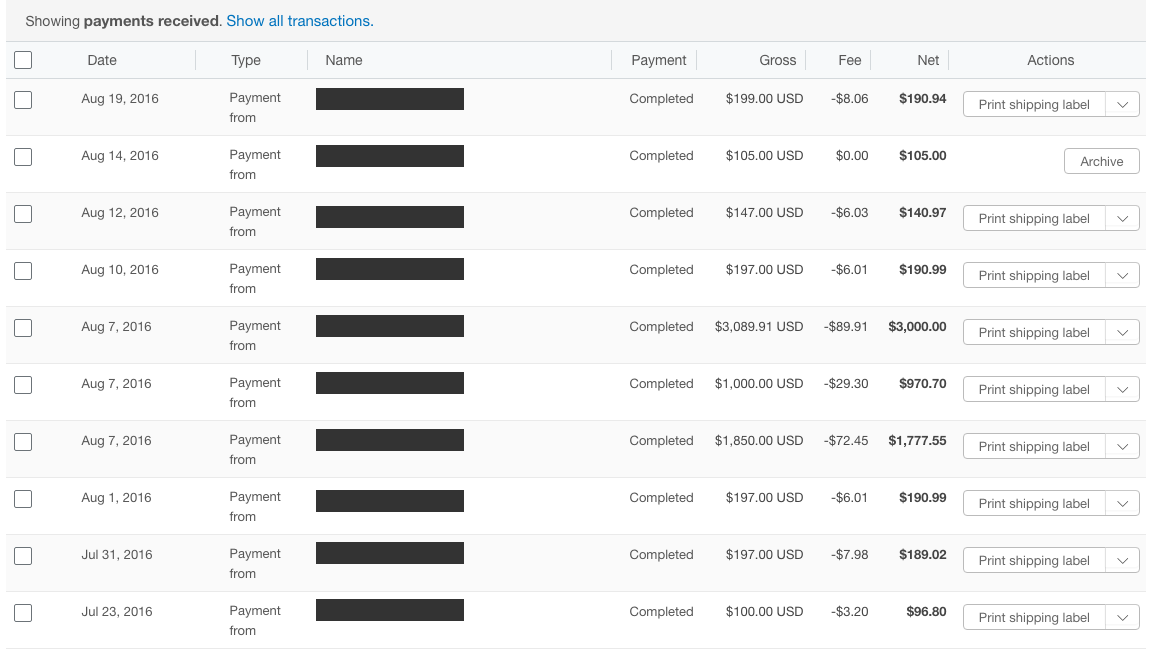 Showing payments received. Show all transactions.
Date Type Name Payment Gross Fee Net Actions
Aug 19, 2016 Payment from Completed $199.00 USD -$8.06 $190.94 Print shipping label
Aug 14, 2016 Payment from Completed $105.00 USD $0.00 $105.00 Archive
Aug 12, 2016 Payment from Completed $147.00 USD -$6.03 $140.97 Print shipping label
Aug 10, 2016 Payment from Completed $197.00 USD -$6.01 $190.99 Print shipping label
Aug 7, 2016 Payment from Completed $3,089.91 USD -$89.91 $3,000.00 Print shipping label
Aug 7, 2016 Payment from Completed $1,000.00 USD -$29.30 $970.70 Print shipping label
Aug 7, 2016 Payment from Completed $1,850.00 USD -$72.45 $1,777.55 Print shipping label
Aug 1, 2016 Payment from Completed $197.00 USD -$6.01 $190.99 Print shipping label
Jul 31, 2016 Payment from Completed $197.00 USD -$7.98 $189.02 Print shipping label
Jul 23, 2016 Payment from Completed $100.00 USD -$3.20 $96.80 Print shipping label